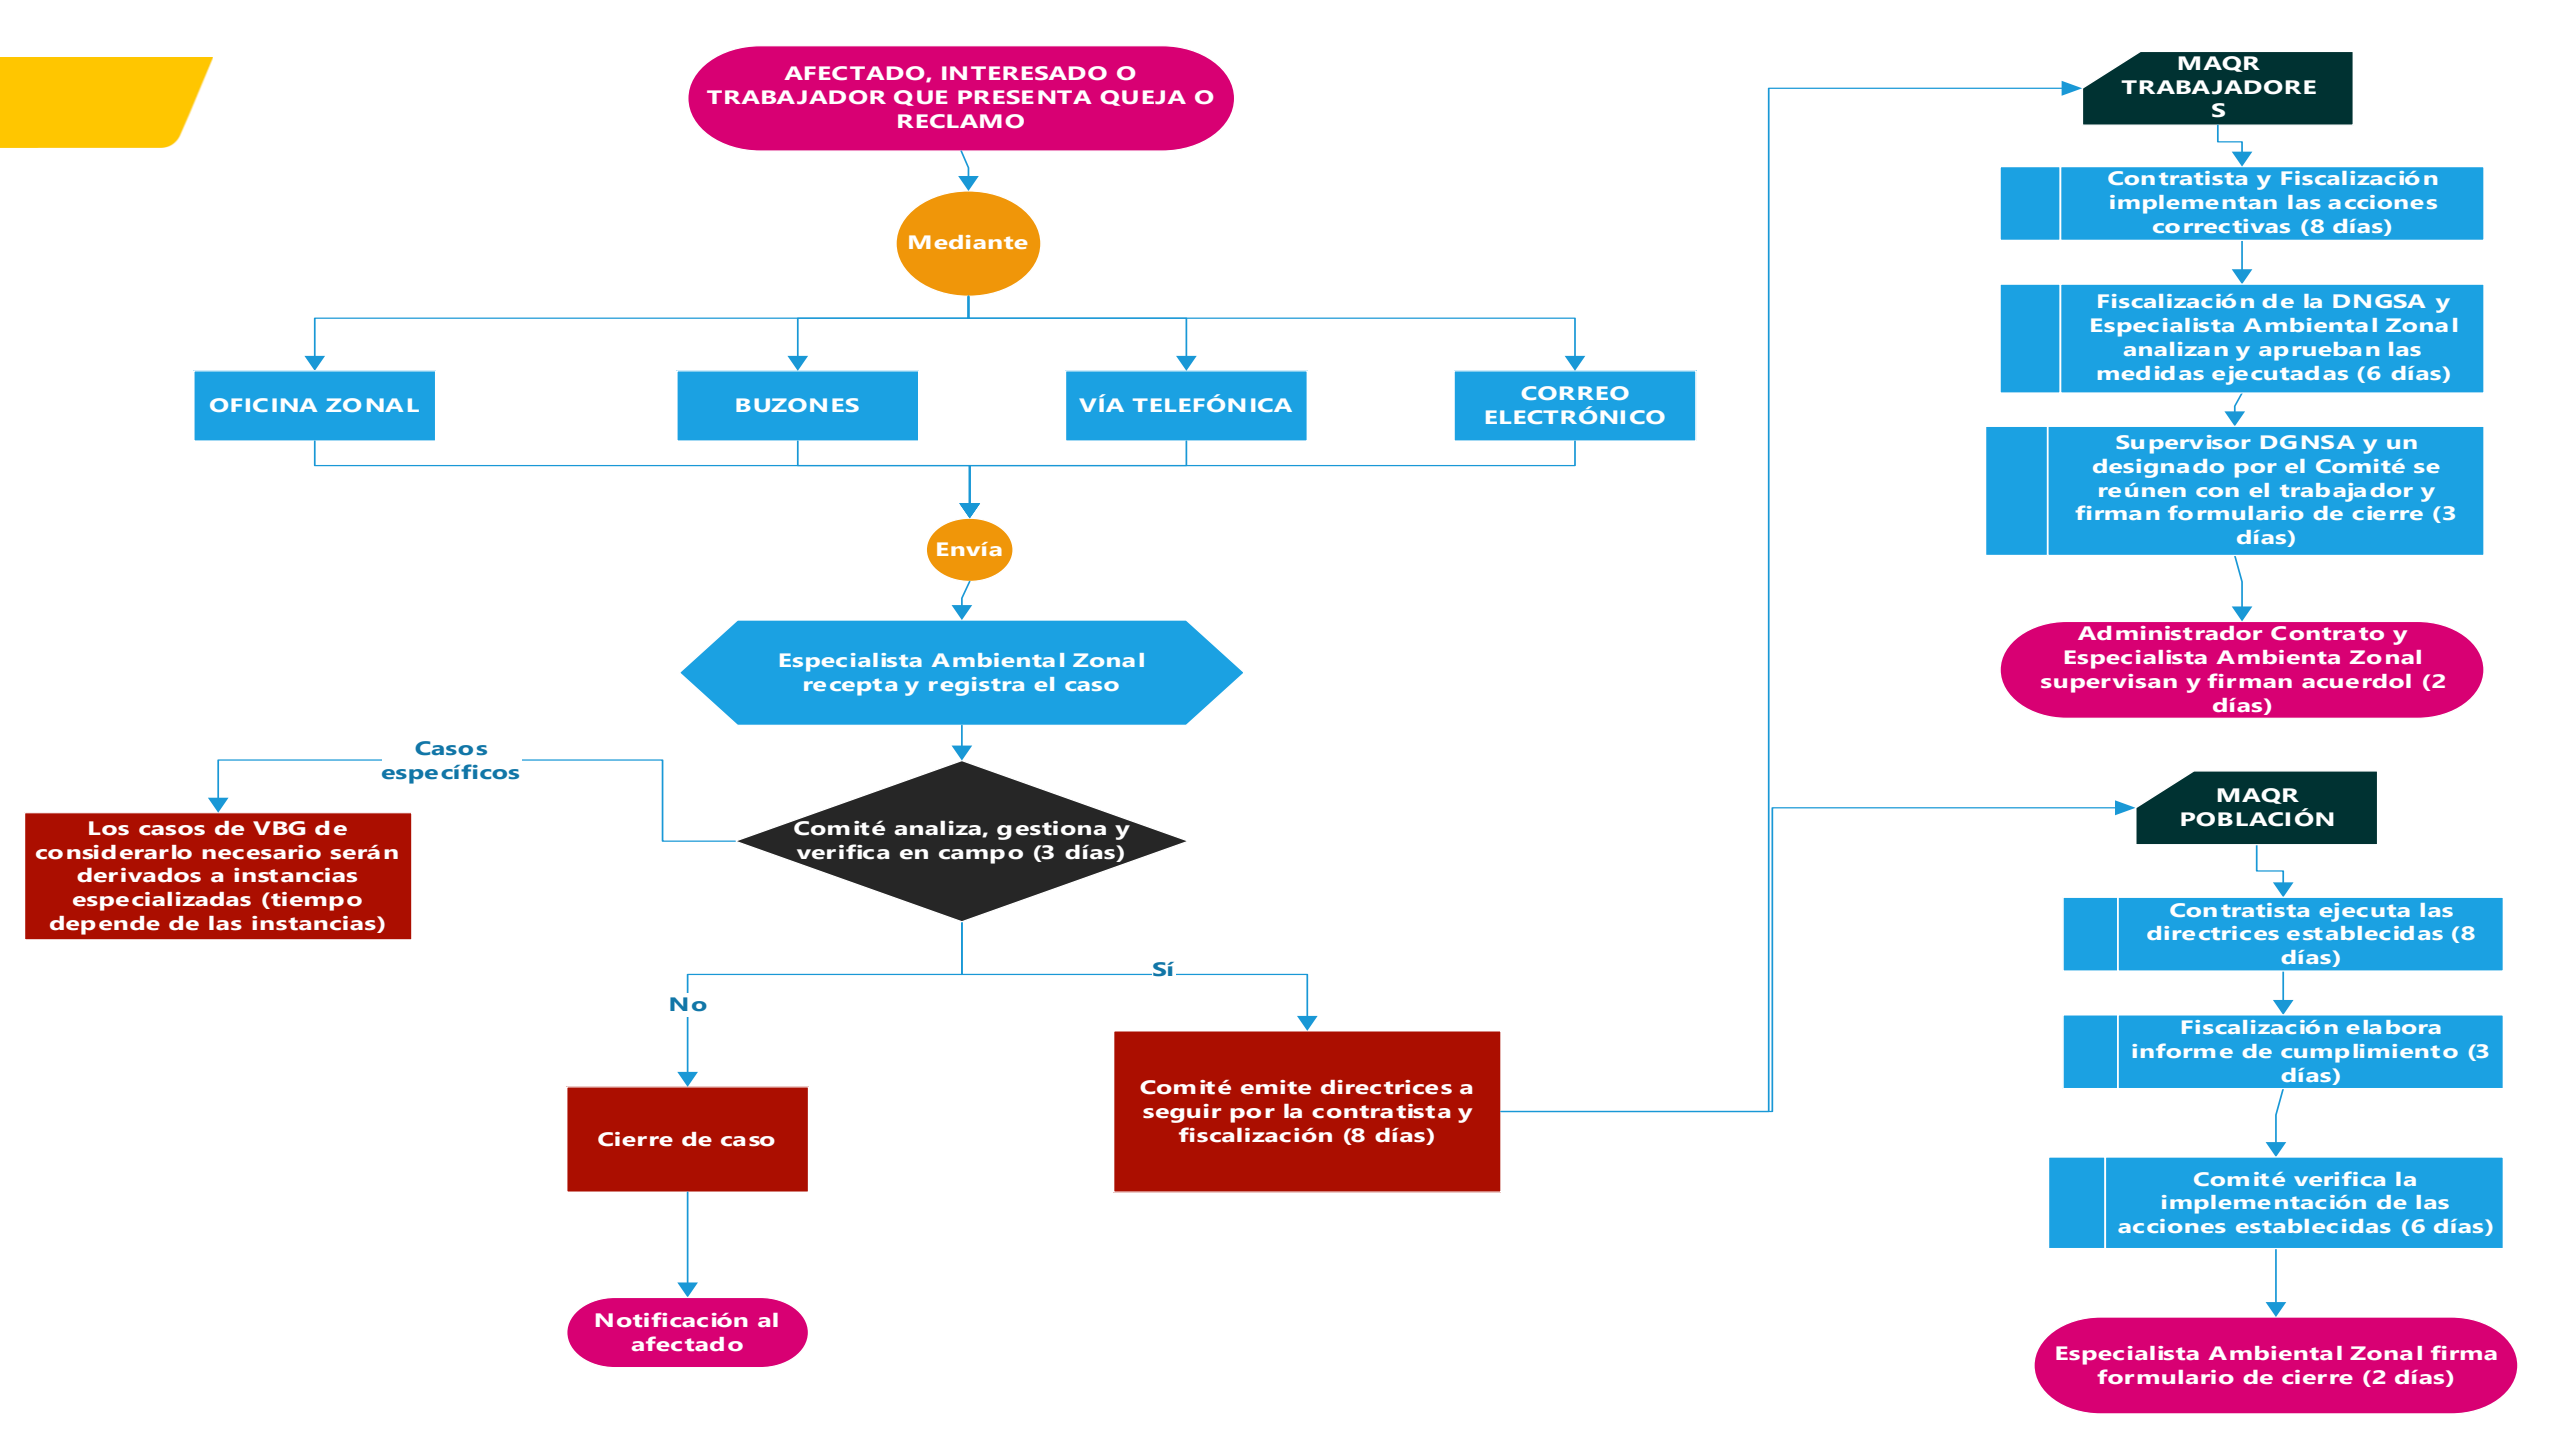 AFECTADO, INTERESADO O
TRABAJADOR QUE PRESENTA QUEJA O
RECLAMO
Mediante
OFICINA ZONAL
BUZONES
VÍA TELEFÓNICA
CORREO
ELECTRÓNICO
Envía
Especialista Ambiental Zonal
recepta y registra el caso
Casos
específicos
Los casos de VBG de
considerarlo necesario serán
derivados a instancias
especializadas (tiempo
depende de las instancias)
Comité analiza, gestiona y
verifica en campo (3 días)
Sí
No
Cierre de caso
Comité emite directrices a
seguir por la contratista y
fiscalización (8 días)
Notificación al
afectado
MAQR
TRABAJADORE
S
Contratista y Fiscalización
implementan las acciones
correctivas (8 días)
Fiscalización de la DNGSA y
Especialista Ambiental Zonal
analizan y aprueban las
medidas ejecutadas (6 días)
Supervisor DGNSA y un
designado por el Comité se
reúnen con el trabajador y
firman formulario de cierre (3
días)
Administrador Contrato y
Especialista Ambienta Zonal
supervisan y firman acuerdol (2
días)
MAQR
POBLACIÓN
Contratista ejecuta las
directrices establecidas (8
días)
Fiscalización elabora
informe de cumplimiento (3
días)
Comité verifica la
implementación de las
acciones establecidas (6 días)
Especialista Ambiental Zonal firma
formulario de cierre (2 días)